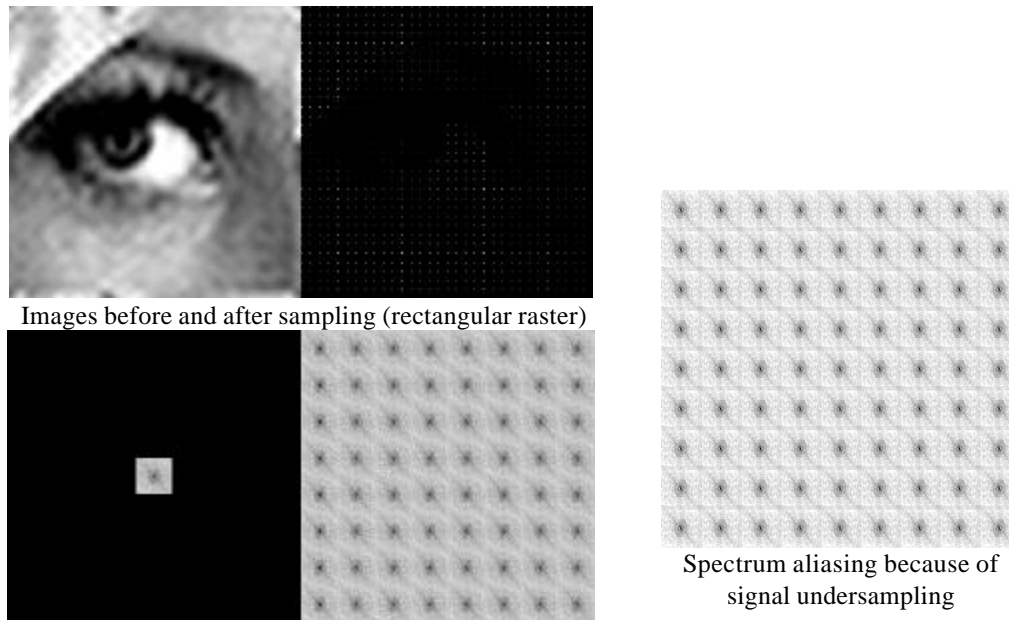 Images before and after sampling (rectangular raster)
Spectrum aliasing because of
signal undersampling